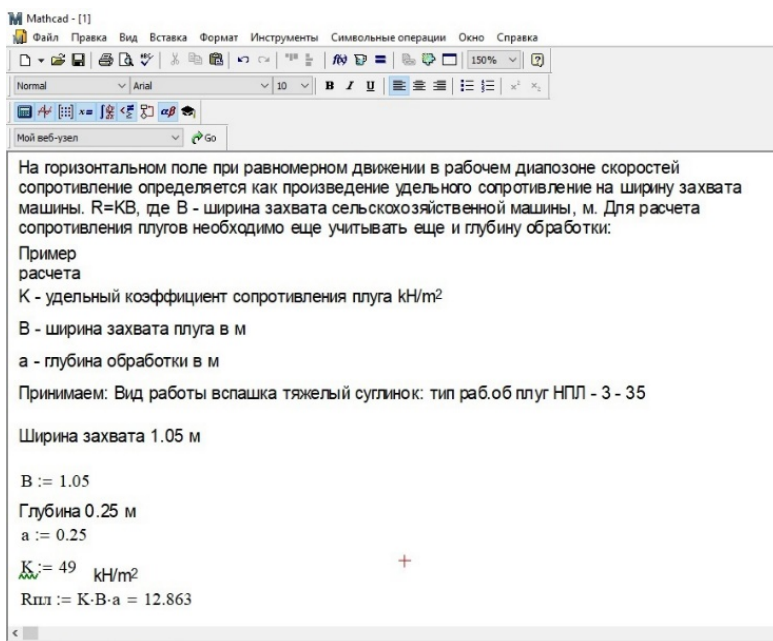 Mathcad - [1]
Файл Правка Вид Вставка Формат Инструменты Символьные операции Окно Справка
150%
Normal Arial 10 B I U
αβ
Мой веб-узел Go
На горизонтальном поле при равномерном движении в рабочем диапозоне скоростей
сопротивление определяется как произведение удельного сопротивление на ширину захвата
машины. R=KB, где В - ширина захвата сельскохозяйственной машины, м. Для расчета
сопротивления плугов необходимо еще учитывать еще и глубину обработки:
Пример
расчета
K - удельный коэффициент сопротивления плуга kH/m²
B - ширина захвата плуга в м
a - глубина обработки в м
Принимаем: Вид работы вспашка тяжелый суглинок: тип раб.об плуг НПЛ - 3 - 35
Ширина захвата 1.05 м
B := 1.05
Глубина 0.25 м
a := 0.25
K := 49 kH/m²
Rпл := K·B·a = 12.863